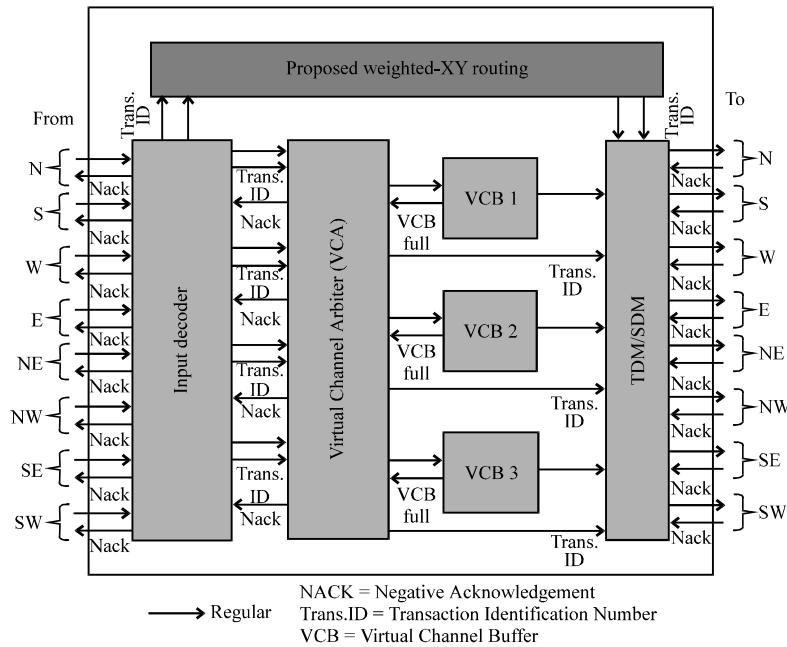 Proposed weighted-XY routing
From
To
Trans.
ID
Trans.
ID
N
S
W
E
NE
NW
SE
SW
Nack
Nack
Nack
Nack
Nack
Nack
Nack
Nack
Input decoder
Trans.
ID
Nack
Trans.
ID
Nack
Trans.
ID
Nack
Trans.
ID
Nack
Virtual Channel Arbiter (VCA)
VCB 1
VCB
full
Trans.
ID
VCB 2
VCB
full
Trans.
ID
VCB 3
VCB
full
Trans.
ID
TDM/SDM
Nack
Nack
Nack
Nack
Nack
Nack
Nack
Nack
N
S
W
E
NE
NW
SE
SW
Regular
NACK = Negative Acknowledgement
Trans.ID = Transaction Identification Number
VCB = Virtual Channel Buffer